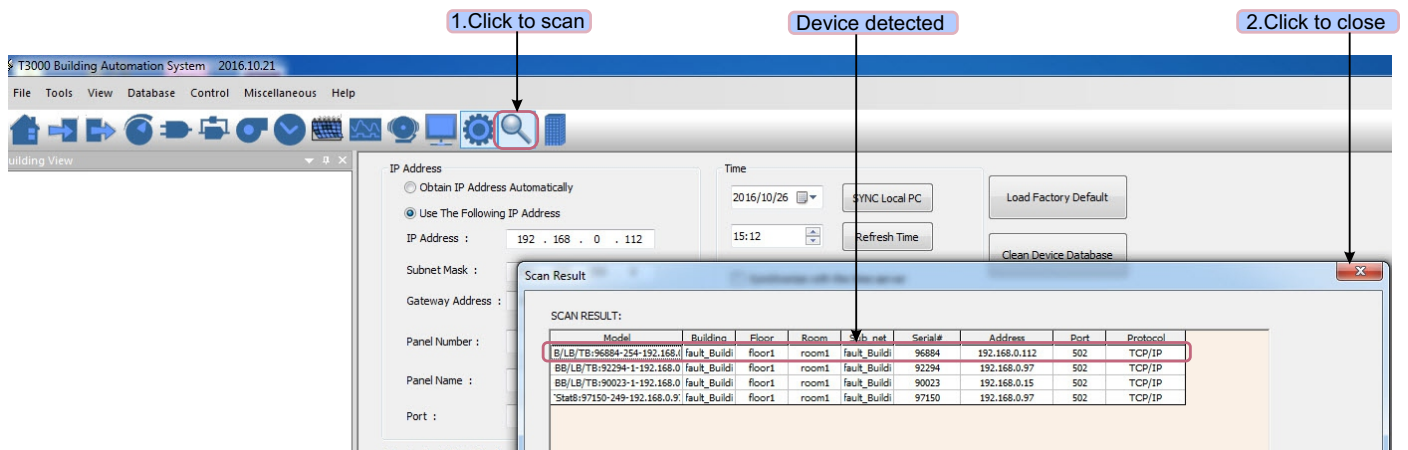 1.Click to scan
Device detected
2.Click to close
T3000 Building Automation System 2016.10.21
File Tools View Database Control Miscellaneous Help
uilding View
IP Address
Obtain IP Address Automatically
Use The Following IP Address
IP Address : 192 . 168 . 0 . 112
Subnet Mask :
Gateway Address :
Panel Number :
Panel Name :
Port :
Time
2016/10/26 SYNC Local PC
15:12 Refresh Time
Load Factory Default
Clean Device Database
Scan Result
SCAN RESULT:
Model Building Floor Room Sub_net Serial# Address Port Protocol
B/LB/TB:96884-254-192.168.( fault_Buildi floor1 room1 fault_Buildi 96884 192.168.0.112 502 TCP/IP
BB/LB/TB:92294-1-192.168.0 fault_Buildi floor1 room1 fault_Buildi 92294 192.168.0.97 502 TCP/IP
BB/LB/TB:90023-1-192.168.0 fault_Buildi floor1 room1 fault_Buildi 90023 192.168.0.15 502 TCP/IP
Stat8:97150-249-192.168.0.9 fault_Buildi floor1 room1 fault_Buildi 97150 192.168.0.97 502 TCP/IP